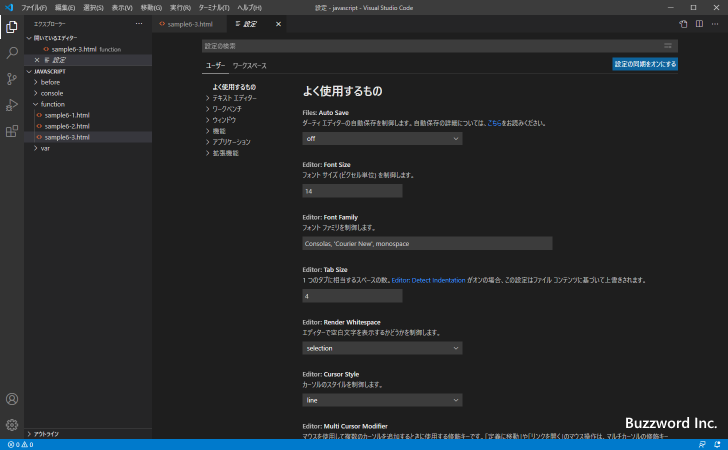 ファイル(F) 編集(E) 選択(S) 表示(V) 移動(G) 実行(R) ターミナル(T) ヘルプ(H)
設定 - javascript - Visual Studio Code
エクスプローラー
開いているエディター
sample6-3.html function
設定
JAVASCRIPT
before
console
function
sample6-1.html
sample6-2.html
sample6-3.html
var
アウトライン
sample6-3.html 設定
設定の検索
ユーザー ワークスペース
設定の同期をオンにする
よく使用するもの
テキスト エディター
ワークベンチ
ウィンドウ
機能
アプリケーション
拡張機能
よく使用するもの
Files: Auto Save
ダーティ エディターの自動保存を制御します。自動保存の詳細については、こちらをお読みください。
off
Editor: Font Size
フォント サイズ (ピクセル単位) を制御します。
14
Editor: Font Family
フォント ファミリを制御します。
Consolas, 'Courier New', monospace
Editor: Tab Size
1 つのタブに相当するスペースの数。Editor: Detect Indentation がオンの場合、この設定はファイル コンテンツに基づいて上書きされます。
4
Editor: Render Whitespace
エディターで空白文字を表示するかどうかを制御します。
selection
Editor: Cursor Style
カーソルのスタイルを制御します。
line
Editor: Multi Cursor Modifier
マウスを使用して複数のカーソルを追加するときに使用する修飾キーです。「定義に移動」や「リンクを開く」のマウス操作は、マルチカーソルの修飾キー
Buzzword Inc.
0 0